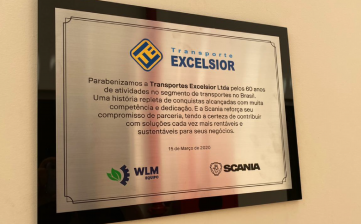 Transporte
EXCELSIOR
Parabenizamos a Transportes Excelsior Ltda pelos 60 anos
de atividades no segmento de transportes no Brasil.
Uma história repleta de conquistas alcançadas com muita
competência e dedicação. E a Scania reforça seu
compromisso de parceria, tendo a certeza de contribuir
com soluções cada vez mais rentáveis e
sustentáveis para seus negócios.
de Março de 2020
WLM
SCANIA